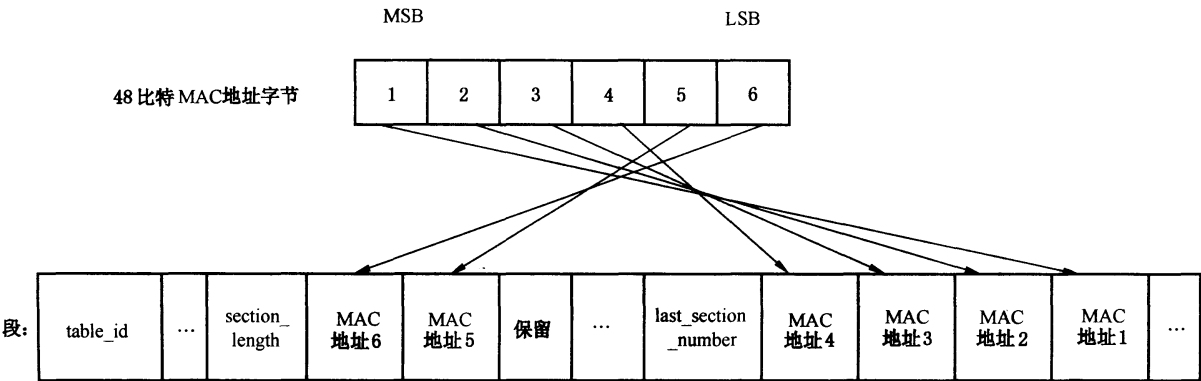 MSB LSB
48比特MAC地址字节 1 2 3 4 5 6
段: table_id … section_ length MAC 地址6 MAC 地址5 保留 … last_section _number MAC 地址4 MAC 地址3 MAC 地址2 MAC 地址1 …